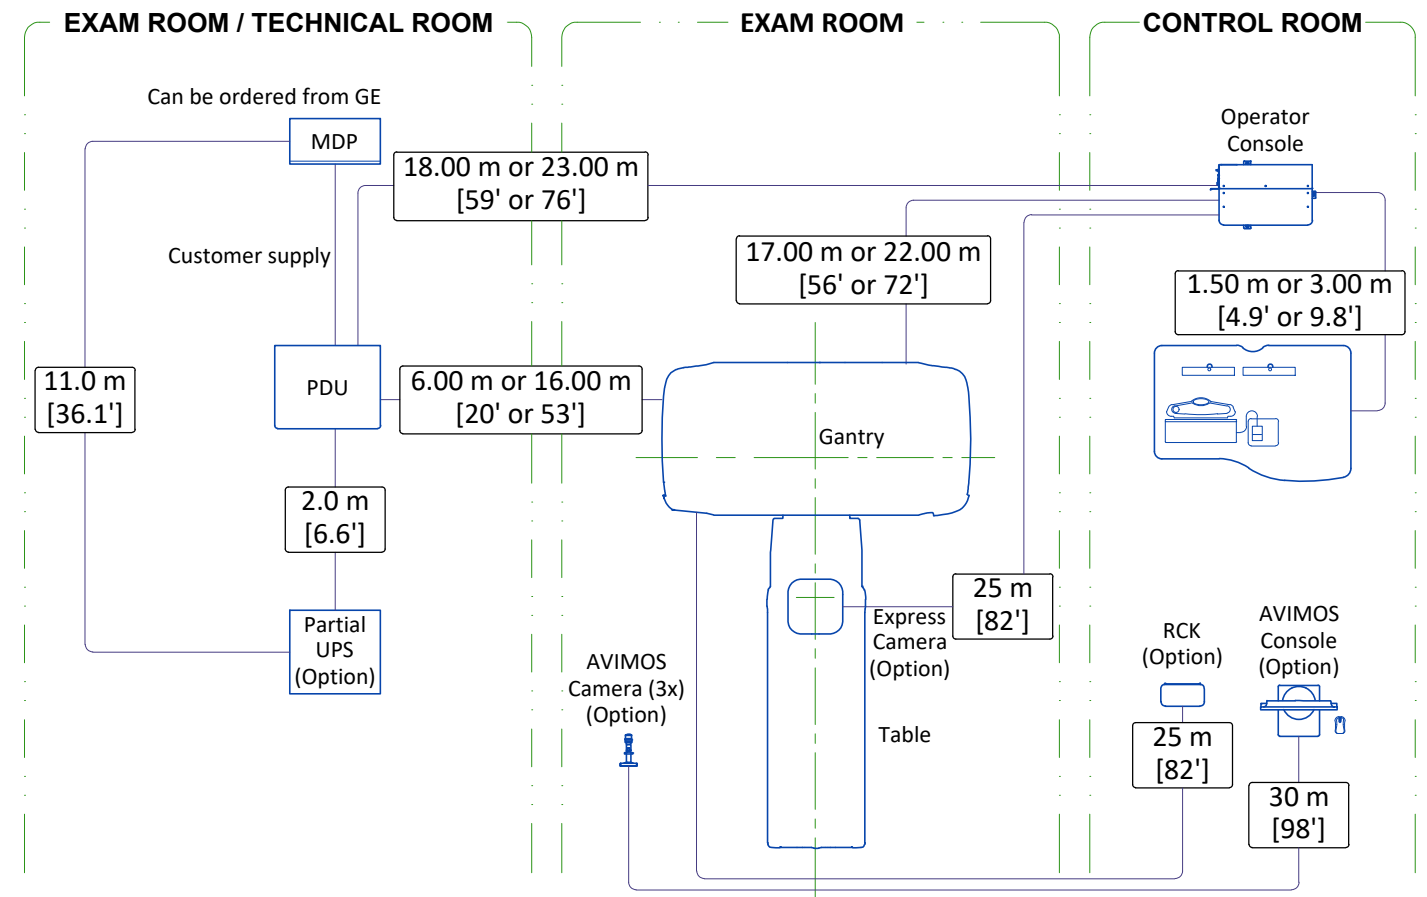 EXAM ROOM / TECHNICAL ROOM
EXAM ROOM
CONTROL ROOM
Can be ordered from GE
MDP
18.00 m or 23.00 m
[59' or 76']
Operator
Console
Customer supply
17.00 m or 22.00 m
[56' or 72']
1.50 m or 3.00 m
[4.9' or 9.8']
11.0 m
[36.1']
PDU
6.00 m or 16.00 m
[20' or 53']
Gantry
2.0 m
[6.6']
25 m
[82']
Express
Camera
(Option)
Partial
UPS
(Option)
AVIMOS
Camera (3x)
(Option)
RCK
(Option)
AVIMOS
Console
(Option)
Table
25 m
[82']
30 m
[98']